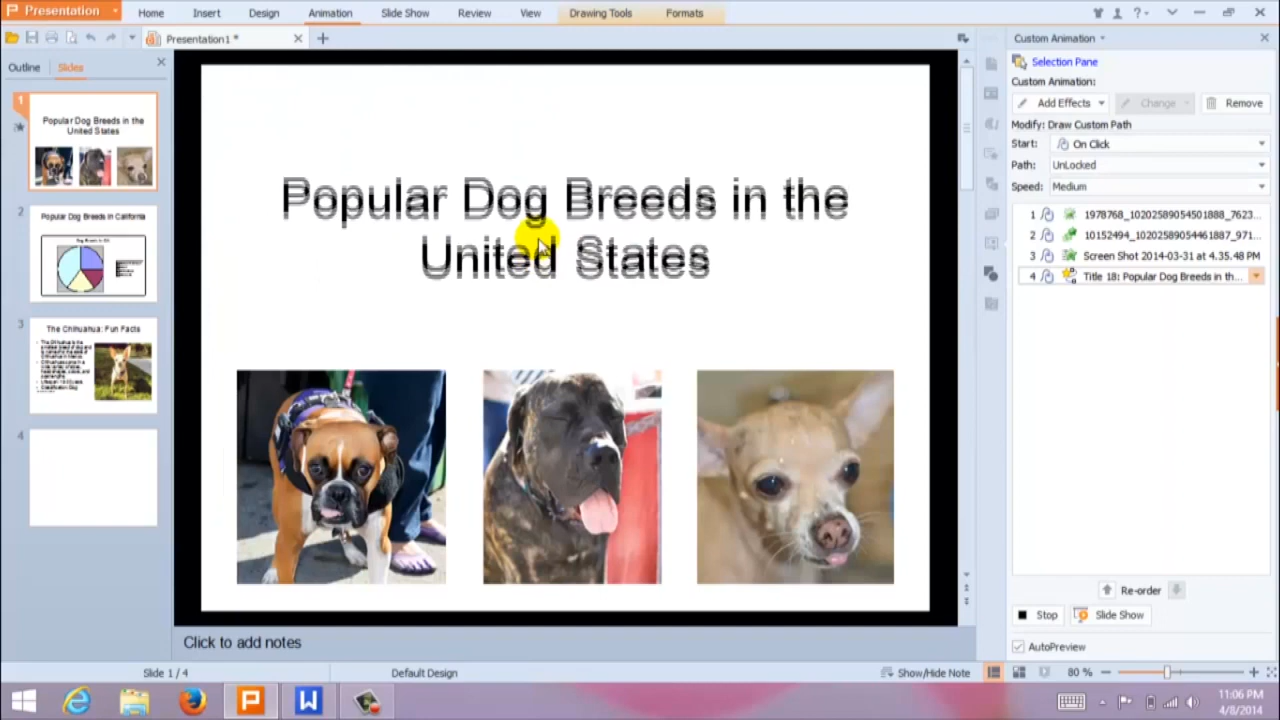 Presentation
Home
Insert
Design
Animation
Slide Show
Review
View
Drawing Tools
Formats
Presentation1 *
Outline
Slides
1
Popular Dog Breeds in the
United States
2
Popular Dog Breeds in California
3
The Chihuahua: Fun Facts
4
Popular Dog Breeds in the
United States
Click to add notes
Custom Animation
Selection Pane
Custom Animation:
Add Effects
Change
Remove
Modify: Draw Custom Path
Start:
On Click
Path:
UnLocked
Speed:
Medium
1 1978768_10202589054501888_7623...
2 10152494_10202589054461887_971...
3 Screen Shot 2014-03-31 at 4.35.48 PM
4 Title 18: Popular Dog Breeds in th...
Re-order
Stop
Slide Show
AutoPreview
Slide 1 / 4
Default Design
Show/Hide Note
80 %
11:06 PM
4/8/2014